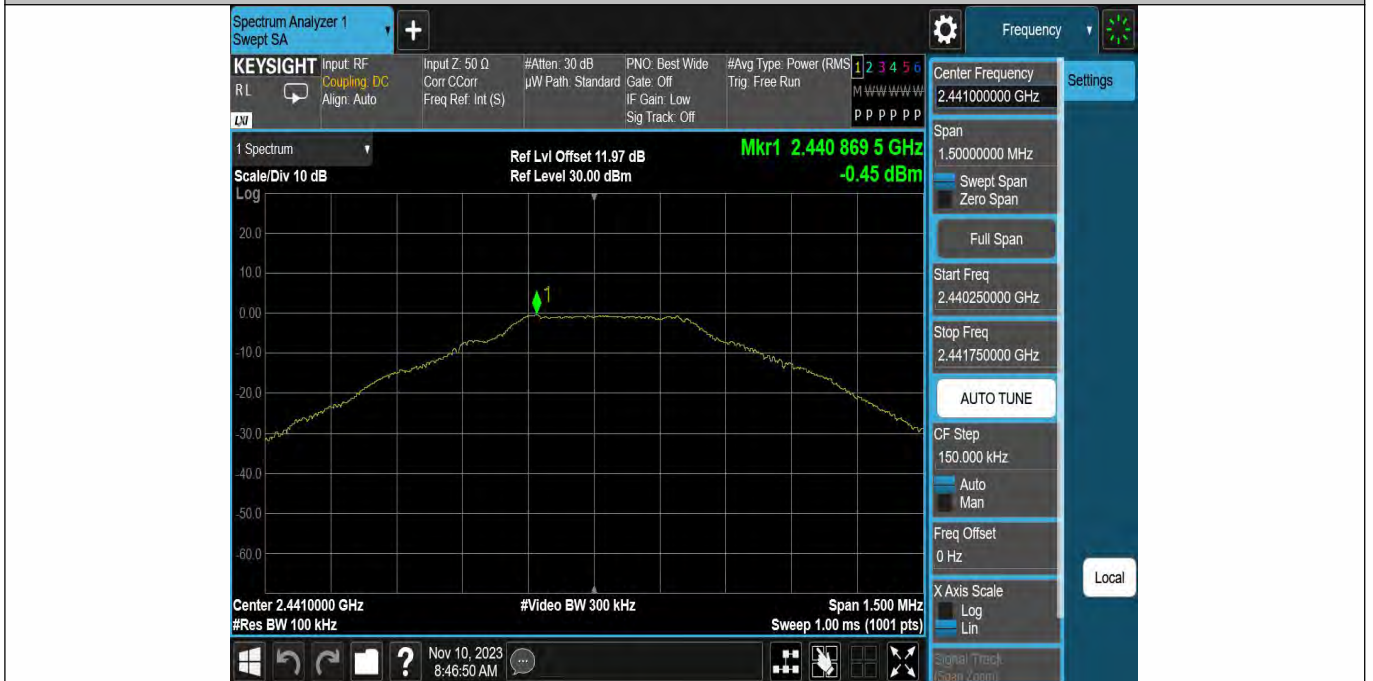 Spectrum Analyzer 1
Swept SA
+
Frequency
KEYSIGHT
RL
LXI
Input: RF
Coupling: DC
Align: Auto
Input Z: 50 Ω
Corr CCorr
Freq Ref: Int (S)
#Atten: 30 dB
µW Path: Standard
PNO: Best Wide
Gate: Off
IF Gain: Low
Sig Track: Off
#Avg Type: Power (RMS
Trig: Free Run
1 2 3 4 5 6
M W W W W W
P P P P P P
Center Frequency
2.441000000 GHz
Settings
Span
1.50000000 MHz
Swept Span
Zero Span
Full Span
Start Freq
2.440250000 GHz
Stop Freq
2.441750000 GHz
AUTO TUNE
CF Step
150.000 kHz
Auto
Man
Freq Offset
0 Hz
X Axis Scale
Log
Lin
Signal Track
(Span Zoom)
Local
1 Spectrum
Scale/Div 10 dB
Ref Lvl Offset 11.97 dB
Ref Level 30.00 dBm
Mkr1 2.440 869 5 GHz
-0.45 dBm
Log
20.0
10.0
1
0.00
-10.0
-20.0
-30.0
-40.0
-50.0
-60.0
Center 2.4410000 GHz
#Video BW 300 kHz
Span 1.500 MHz
#Res BW 100 kHz
Sweep 1.00 ms (1001 pts)
?
Nov 10, 2023
8:46:50 AM